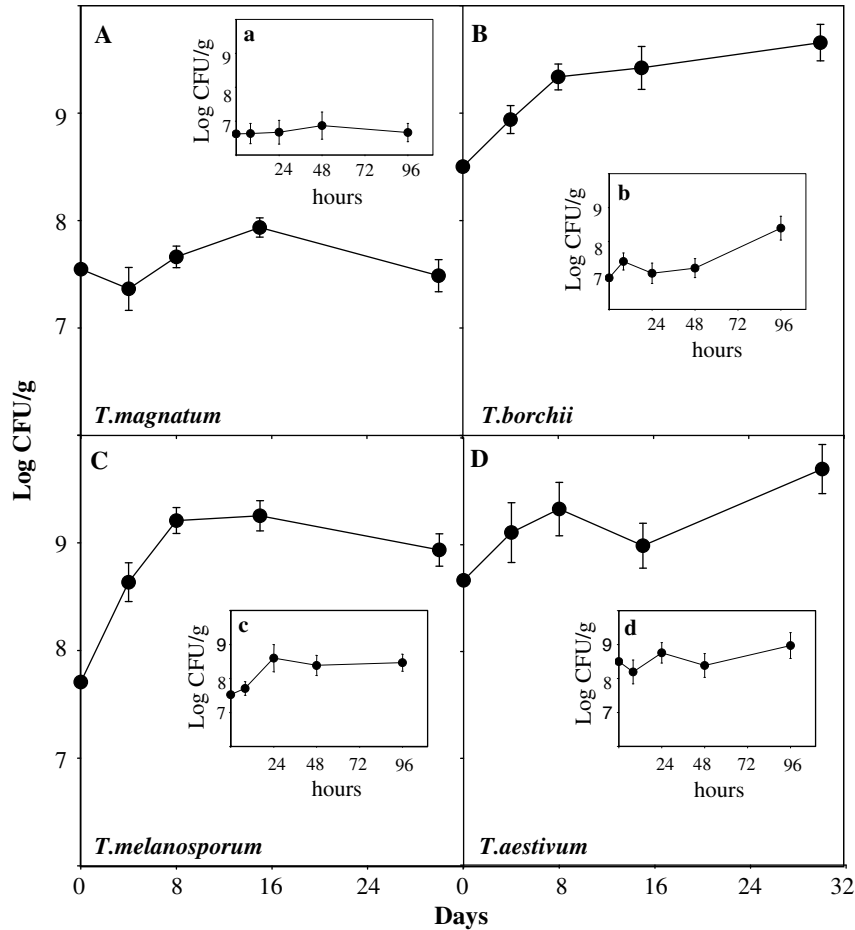 A
a
Log CFU/g
9
8
7
24 48 72 96
hours
T.magnatum
B
b
Log CFU/g
9
8
7
24 48 72 96
hours
T.borchii
9
8
7
Log CFU/g
C
c
Log CFU/g
9
8
7
24 48 72 96
hours
T.melanosporum
D
d
Log CFU/g
9
8
7
24 48 72 96
hours
T.aestivum
9
8
7
0 8 16 24 0 8 16 24 32
Days